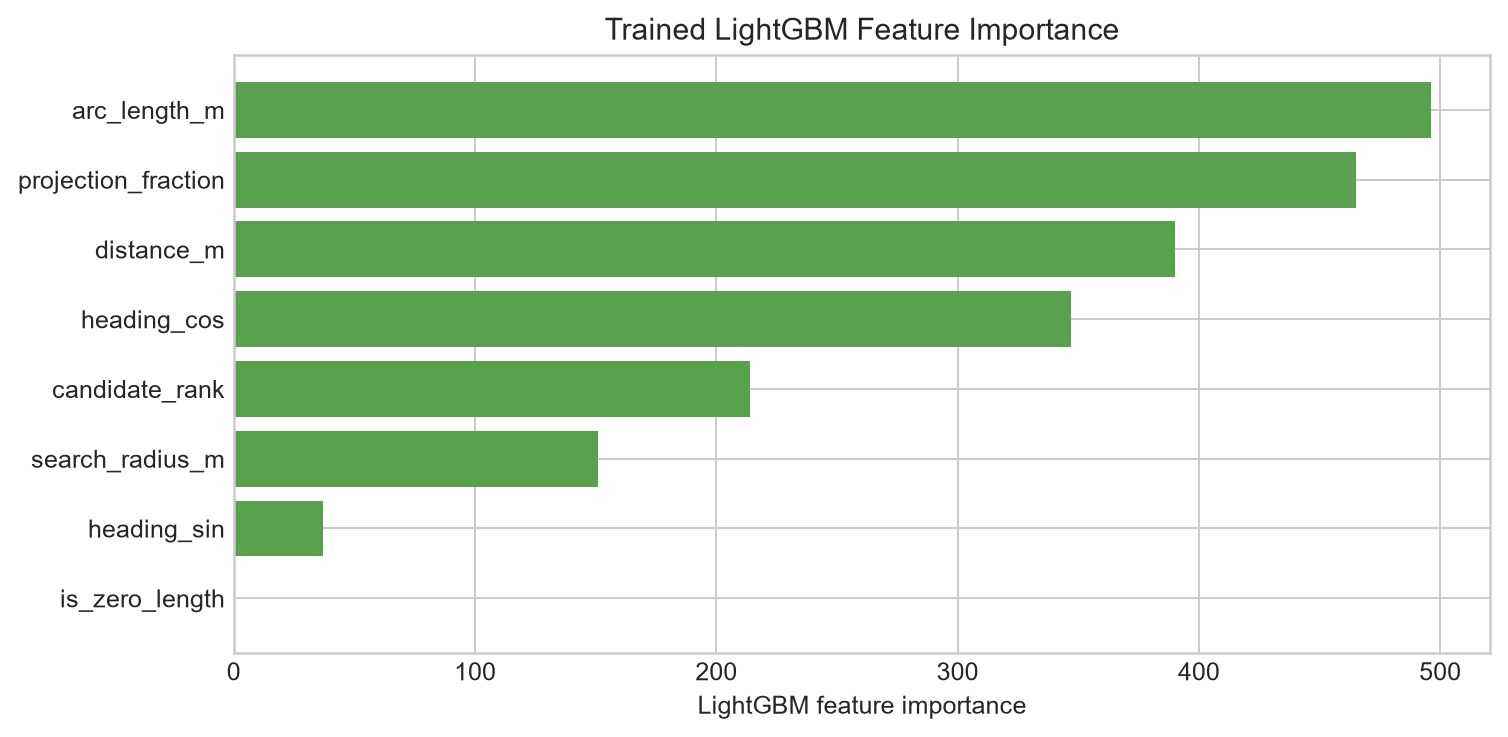 Trained LightGBM Feature Importance
arc_length_m
projection_fraction
distance_m
heading_cos
candidate_rank
search_radius_m
heading_sin
is_zero_length
0 100 200 300 400 500
LightGBM feature importance